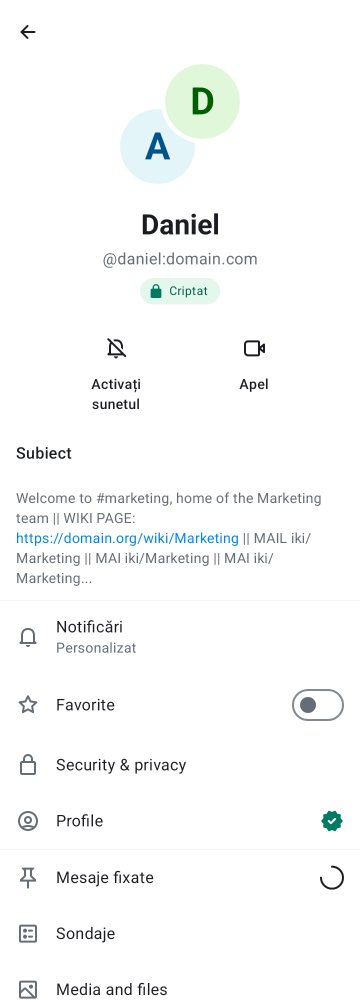 D
A
Daniel
@daniel:domain.com
Criptat
Activați
sunetul
Apel
Subiect
Welcome to #marketing, home of the Marketing
team || WIKI PAGE:
https://domain.org/wiki/Marketing || MAIL iki/
Marketing || MAI iki/Marketing || MAI iki/
Marketing...
Notificări
Personalizat
Favorite
Security & privacy
Profile
Mesaje fixate
Sondaje
Media and files